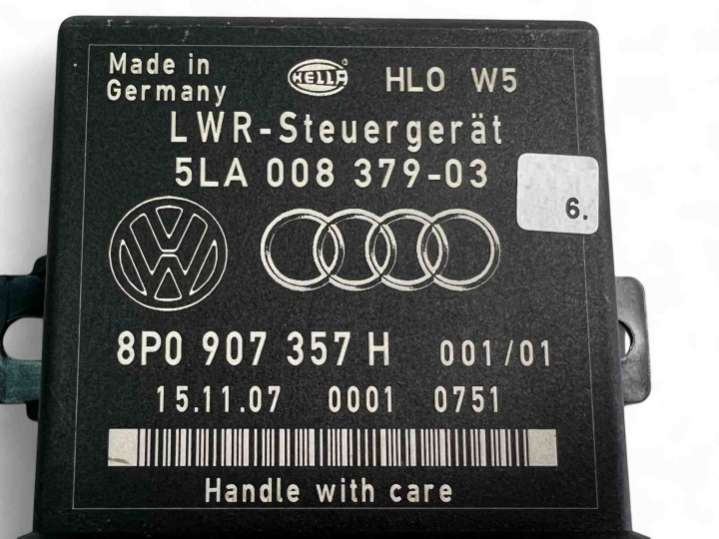 Made in
Germany
HELLA
HLO W5
LWR-Steuergerät
5LA 008 379-03
6.
8P0 907 357 H 001/01
15.11.07 0001 0751
Handle with care